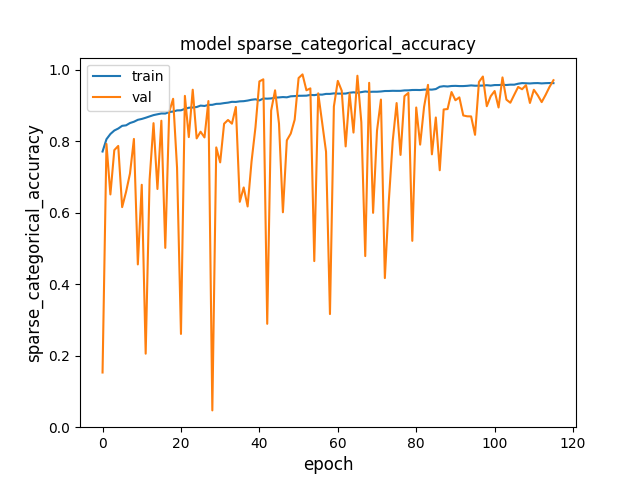 model sparse_categorical_accuracy
train
val
sparse_categorical_accuracy
1.0
0.8
0.6
0.4
0.2
0.0
0 20 40 60 80 100 120
epoch